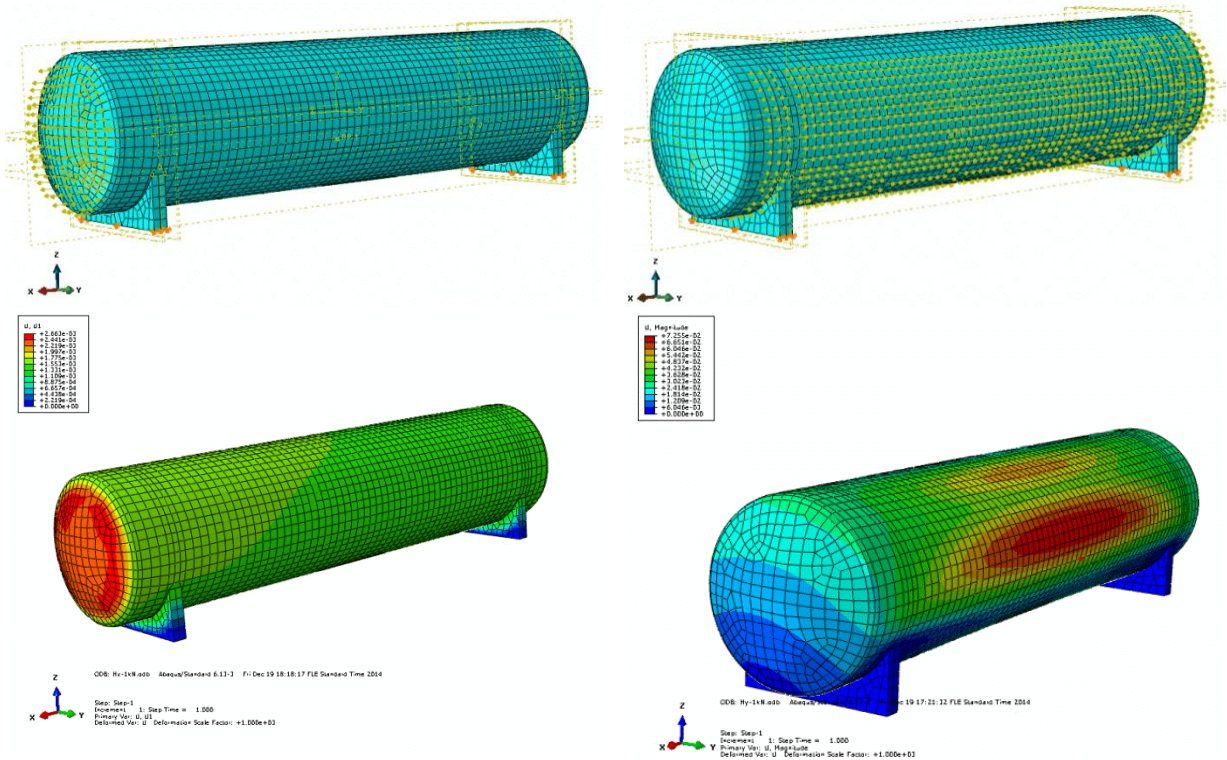 Z
X
Y
Z
X
Y
U, U1
+2.663e-03
+2.441e-03
+2.219e-03
+1.997e-03
+1.775e-03
+1.553e-03
+1.331e-03
+1.109e-03
+8.875e-04
+6.657e-04
+4.438e-04
+2.219e-04
+0.000e+00
U, Magnitude
+7.255e-02
+6.651e-02
+6.046e-02
+5.442e-02
+4.837e-02
+4.232e-02
+3.628e-02
+3.023e-02
+2.418e-02
+1.814e-02
+1.209e-02
+6.046e-03
+0.000e+00
ODB: Hx-1kN.odb Abaqus/Standard 6.13-3 Fri Dec 19 18:18:17 FLE Standard Time 2014
Z
X
Y
Step: Step-1
Increment 1: Step Time = 1.000
Primary Var: U, U1
Deformed Var: U Deformation Scale Factor: +1.000e+03
ODB: Hy-1kN.odb 19 17:21:32 FLE Standard Time 2014
Z
X
Y
Step: Step-1
Increment 1: Step Time = 1.000
Primary Var: U, Magnitude
Deformed Var: U Deformation Scale Factor: +1.000e+03